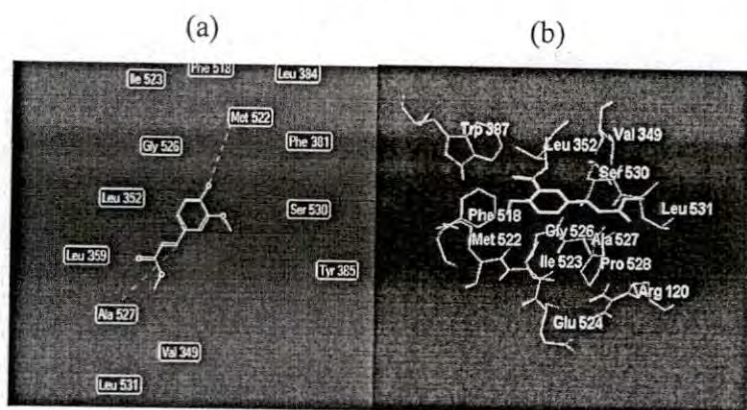 (a) (b)
Phe 518
Ile 523
Leu 384
Met 522
Phe 381
Gly 526
Leu 352
Ser 530
Leu 359
Tyr 385
Ala 527
Val 349
Leu 531
Trp 387
Leu 352
Val 349
Ser 530
Phe 518
Leu 531
Gly 526
Met 522
Ala 527
Ile 523
Pro 528
Arg 120
Glu 524